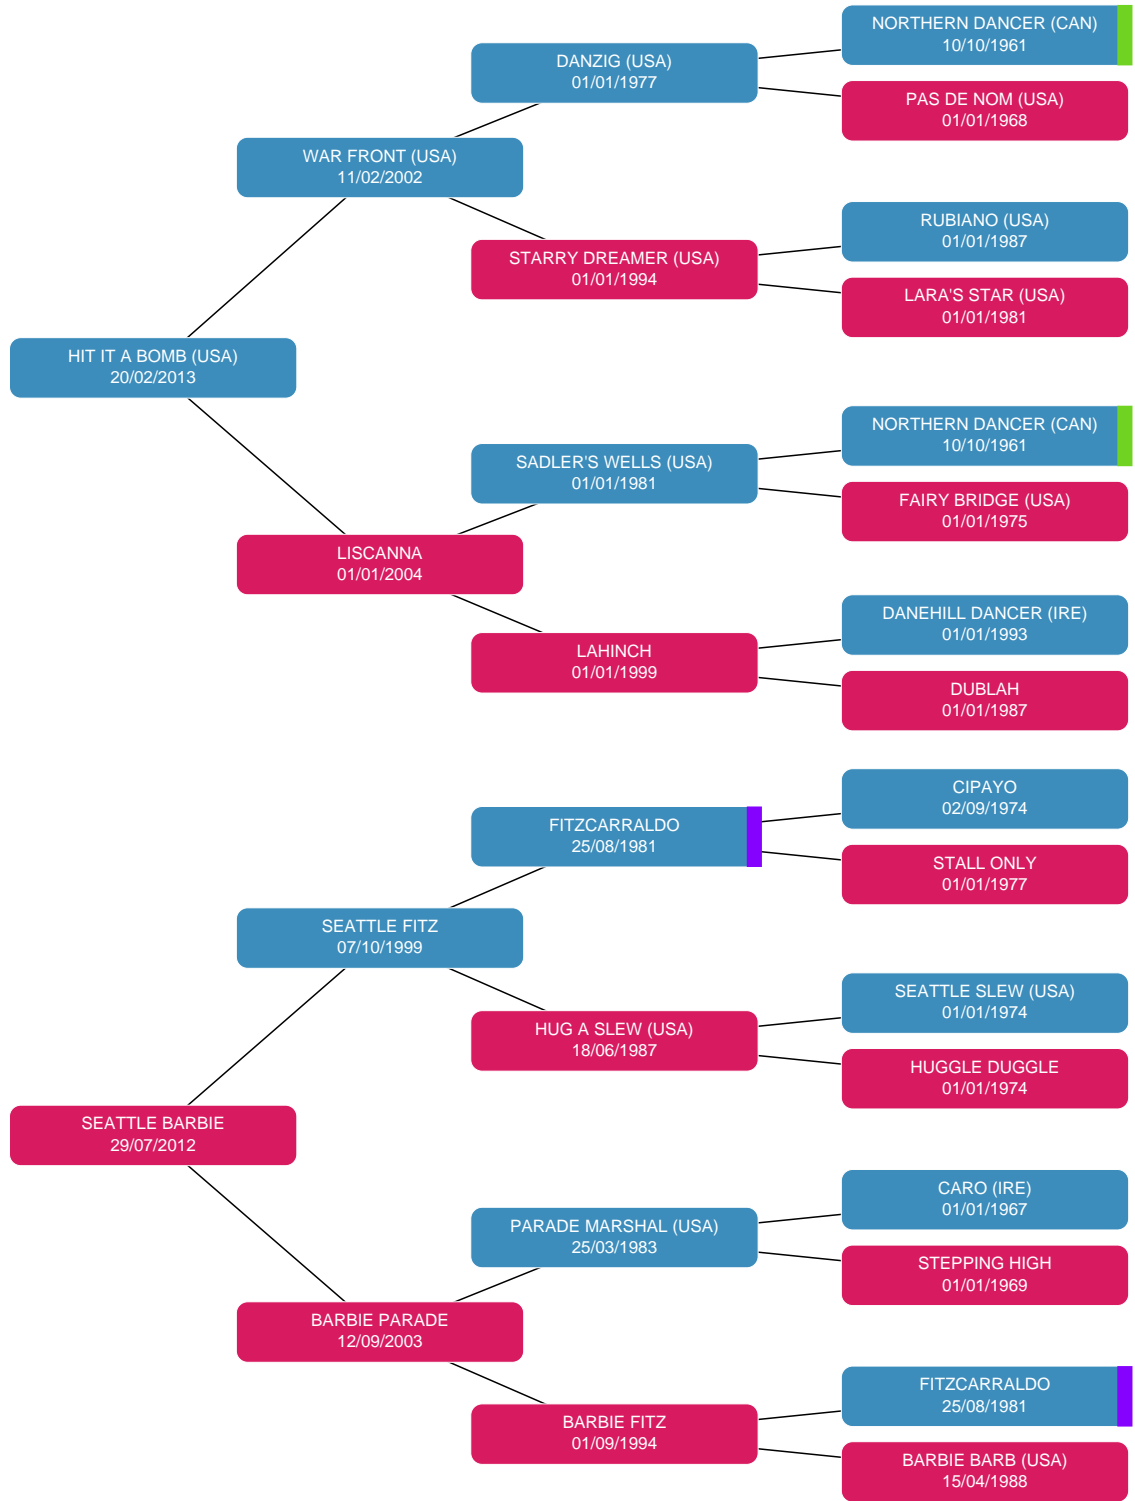 NORTHERN DANCER (CAN)
10/10/1961
DANZIG (USA)
01/01/1977
PAS DE NOM (USA)
01/01/1968
WAR FRONT (USA)
11/02/2002
RUBIANO (USA)
01/01/1987
STARRY DREAMER (USA)
01/01/1994
LARA'S STAR (USA)
01/01/1981
HIT IT A BOMB (USA)
20/02/2013
NORTHERN DANCER (CAN)
10/10/1961
SADLER'S WELLS (USA)
01/01/1981
FAIRY BRIDGE (USA)
01/01/1975
LISCANNA
01/01/2004
DANEHILL DANCER (IRE)
01/01/1993
LAHINCH
01/01/1999
DUBLAH
01/01/1987
CIPAYO
02/09/1974
FITZCARRALDO
25/08/1981
STALL ONLY
01/01/1977
SEATTLE FITZ
07/10/1999
SEATTLE SLEW (USA)
01/01/1974
HUG A SLEW (USA)
18/06/1987
HUGGLE DUGGLE
01/01/1974
SEATTLE BARBIE
29/07/2012
CARO (IRE)
01/01/1967
PARADE MARSHAL (USA)
25/03/1983
STEPPING HIGH
01/01/1969
BARBIE PARADE
12/09/2003
FITZCARRALDO
25/08/1981
BARBIE FITZ
01/09/1994
BARBIE BARB (USA)
15/04/1988